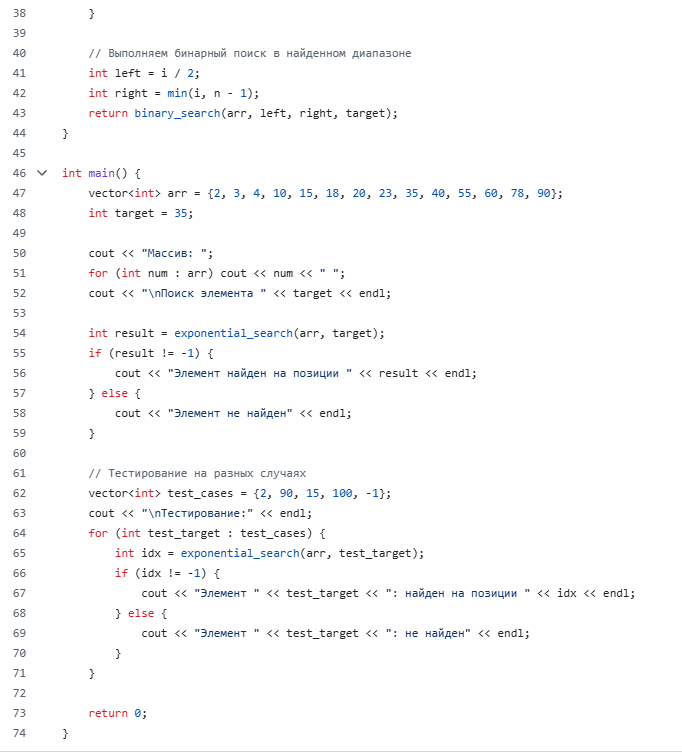 38     }
39
40     // Выполняем бинарный поиск в найденном диапазоне
41     int left = i / 2;
42     int right = min(i, n - 1);
43     return binary_search(arr, left, right, target);
44 }
45
46 int main() {
47     vector<int> arr = {2, 3, 4, 10, 15, 18, 20, 23, 35, 40, 55, 60, 78, 90};
48     int target = 35;
49
50     cout << "Массив: ";
51     for (int num : arr) cout << num << " ";
52     cout << "\nПоиск элемента " << target << endl;
53
54     int result = exponential_search(arr, target);
55     if (result != -1) {
56         cout << "Элемент найден на позиции " << result << endl;
57     } else {
58         cout << "Элемент не найден" << endl;
59     }
60
61     // Тестирование на разных случаях
62     vector<int> test_cases = {2, 90, 15, 100, -1};
63     cout << "\nТестирование:" << endl;
64     for (int test_target : test_cases) {
65         int idx = exponential_search(arr, test_target);
66         if (idx != -1) {
67             cout << "Элемент " << test_target << ": найден на позиции " << idx << endl;
68         } else {
69             cout << "Элемент " << test_target << ": не найден" << endl;
70         }
71     }
72
73     return 0;
74 }